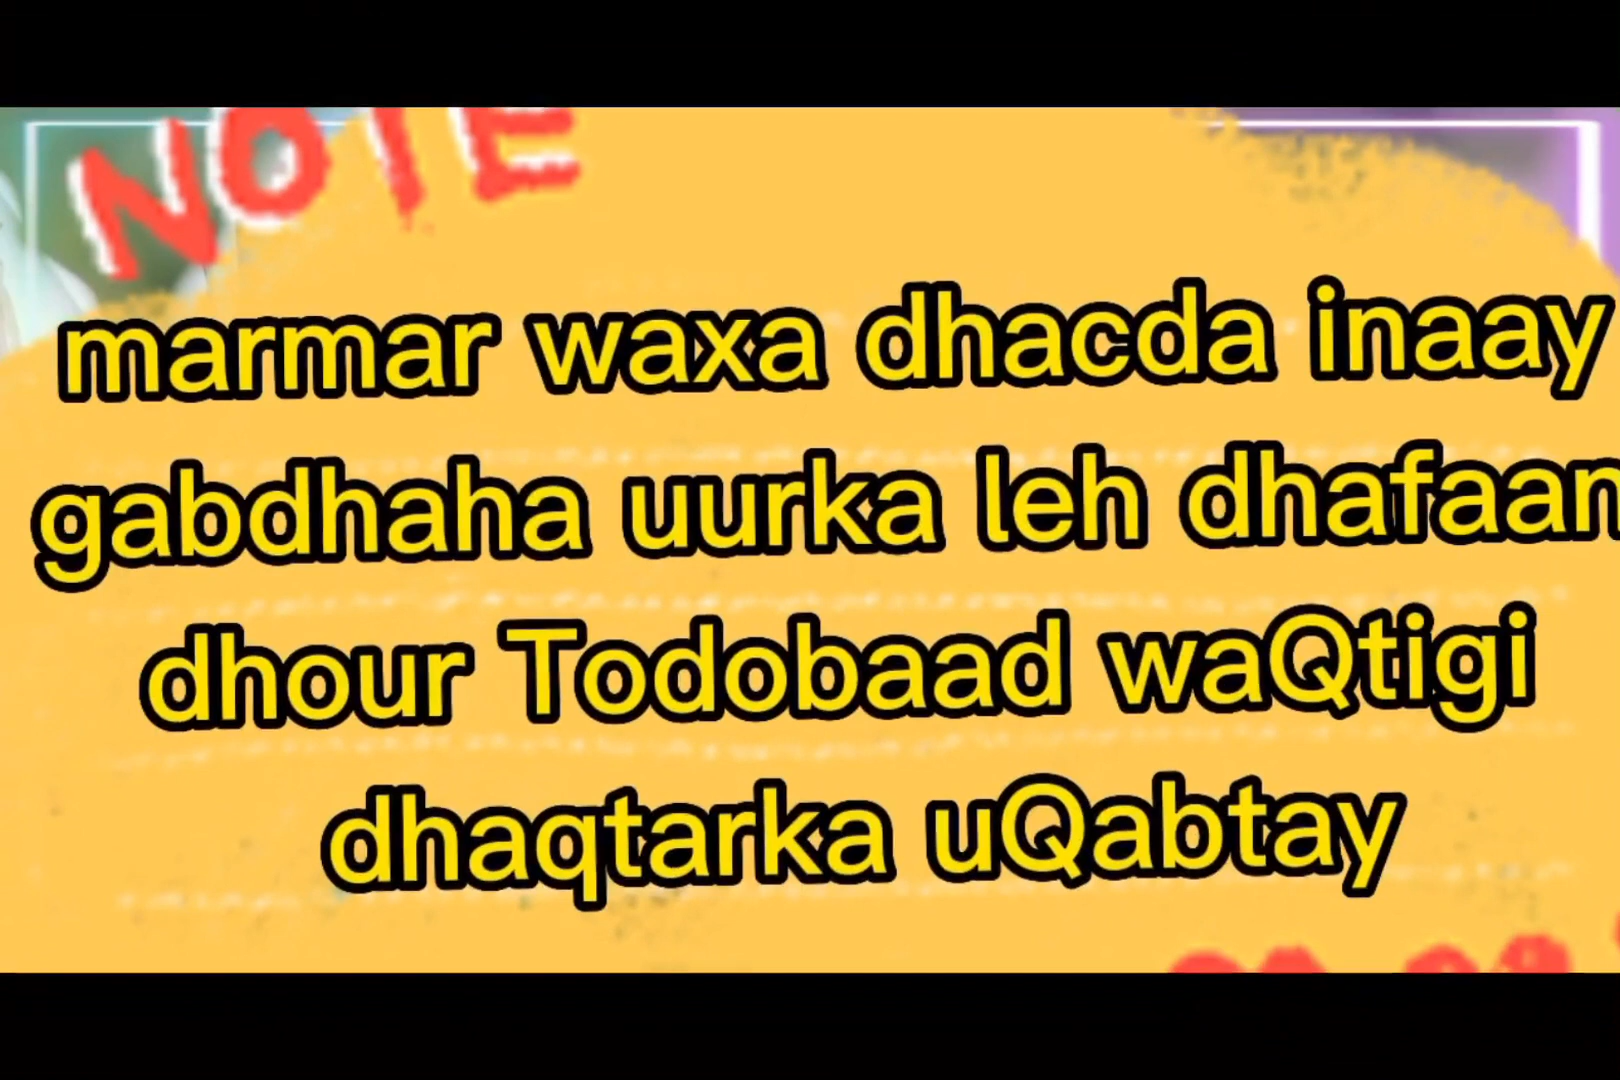 NOTE
marmar waxa dhacda inaay
gabdhaha uurka leh dhafaan
dhour Todobaad waQtigi
dhaqtarka uQabtay